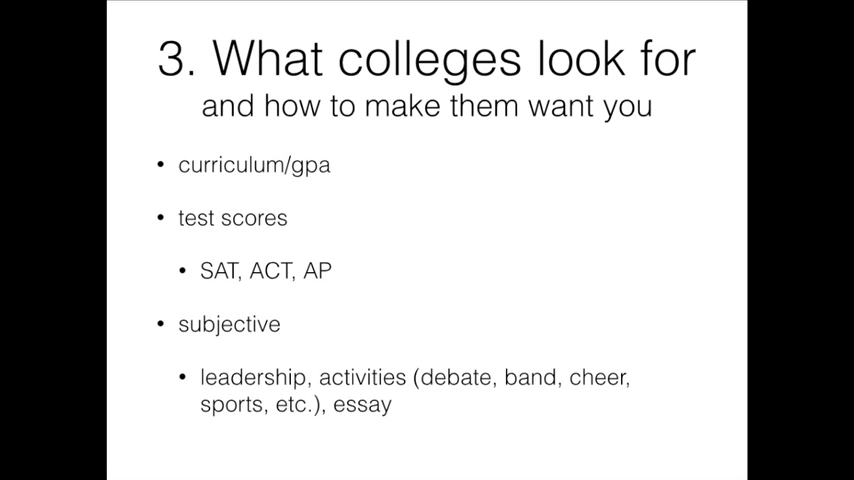 3. What colleges look for
and how to make them want you
• curriculum/gpa
• test scores
• SAT, ACT, AP
• subjective
• leadership, activities (debate, band, cheer,
sports, etc.), essay